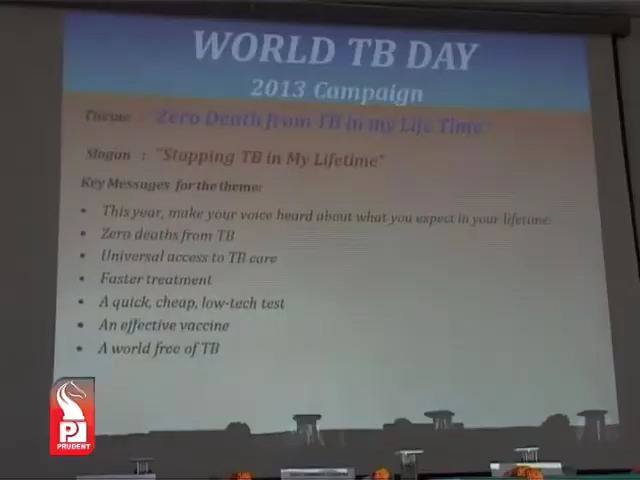 WORLD TB DAY
2013 Campaign
Theme : "Zero Death from TB in my Life Time"
Slogan : "Stopping TB in My Lifetime"
Key Messages for the theme:
• This year, make your voice heard about what you expect in your lifetime:
• Zero deaths from TB
• Universal access to TB care
• Faster treatment
• A quick, cheap, low-tech test
• An effective vaccine
• A world free of TB
PRUDENT